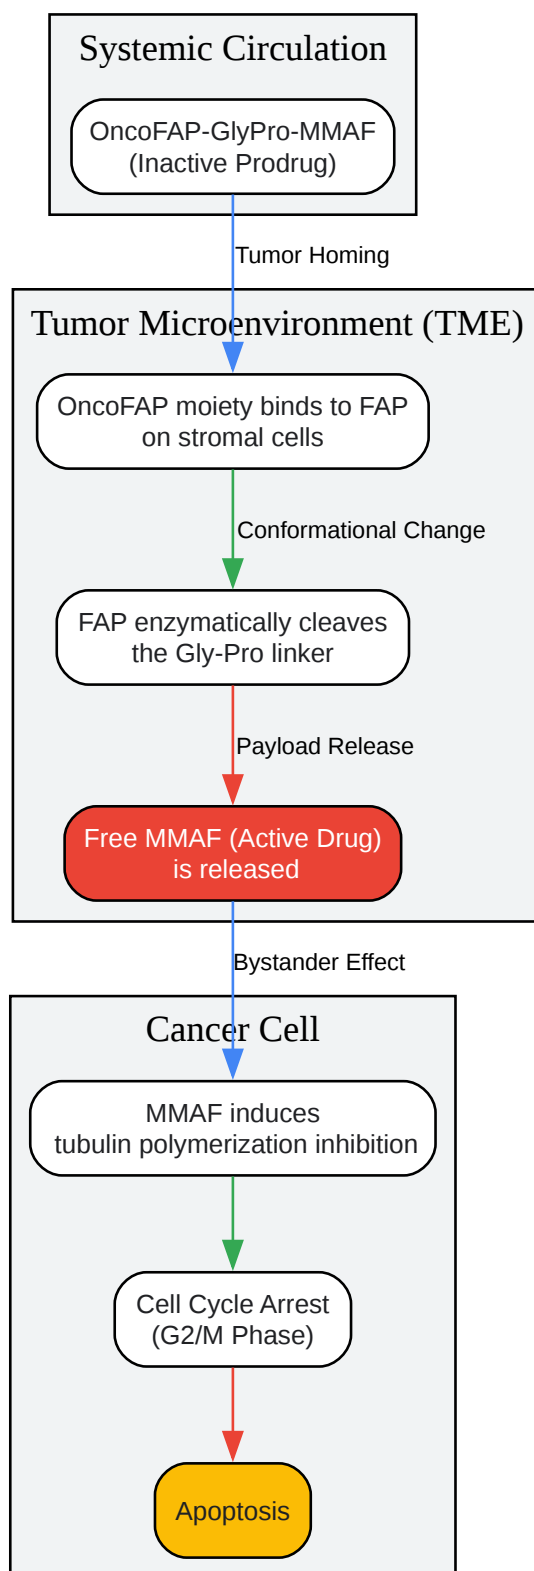 Systemic Circulation
OncoFAP-GlyPro-MMAF
(Inactive Prodrug)
Tumor Homing
Tumor Microenvironment (TME)
OncoFAP moiety binds to FAP
on stromal cells
Conformational Change
FAP enzymatically cleaves
the Gly-Pro linker
Payload Release
Free MMAF (Active Drug)
is released
Bystander Effect
Cancer Cell
MMAF induces
tubulin polymerization inhibition
Cell Cycle Arrest
(G2/M Phase)
Apoptosis